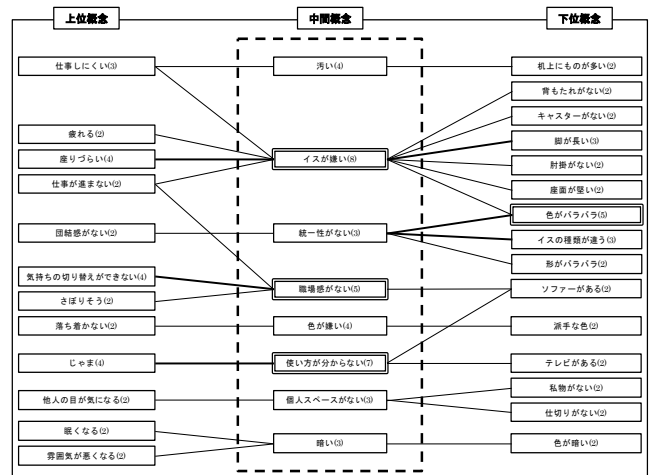 上位概念
中間概念
下位概念
仕事しにくい(3)
疲れる(2)
座りづらい(4)
仕事が進まない(2)
団結感がない(2)
気持ちの切り替えができない(4)
さぼりそう(2)
落ち着かない(2)
じゃま(4)
他人の目が気になる(2)
眠くなる(2)
雰囲気が悪くなる(2)
汚い(4)
イスが嫌い(8)
統一性がない(3)
職場感がない(5)
色が嫌い(4)
使い方が分からない(7)
個人スペースがない(3)
暗い(3)
机上にものが多い(2)
背もたれがない(2)
キャスターがない(2)
脚が長い(3)
肘掛がない(2)
座面が堅い(2)
色がバラバラ(5)
イスの種類が違う(3)
形がバラバラ(2)
ソファーがある(2)
派手な色(2)
テレビがある(2)
私物がない(2)
仕切りがない(2)
色が暗い(2)